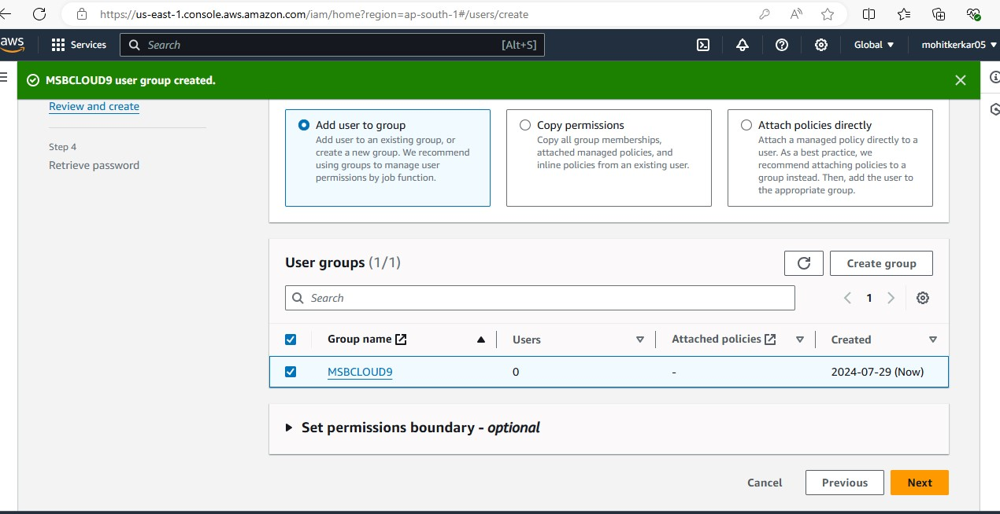 https://us-east-1.console.aws.amazon.com/iam/home?region=ap-south-1#/users/create
aws
Services
Search
[Alt+S]
Global
mohitkerkar05
MSBCLOUD9 user group created.
Review and create
Step 4
Retrieve password
Add user to group
Add user to an existing group, or
create a new group. We recommend
using groups to manage user
permissions by job function.
Copy permissions
Copy all group memberships,
attached managed policies, and
inline policies from an existing user.
Attach policies directly
Attach a managed policy directly to a
user. As a best practice, we
recommend attaching policies to a
group instead. Then, add the user to
the appropriate group.
User groups (1/1)
Create group
Search
1
Group name
Users
Attached policies
Created
MSBCLOUD9
0
-
2024-07-29 (Now)
Set permissions boundary - optional
Cancel
Previous
Next